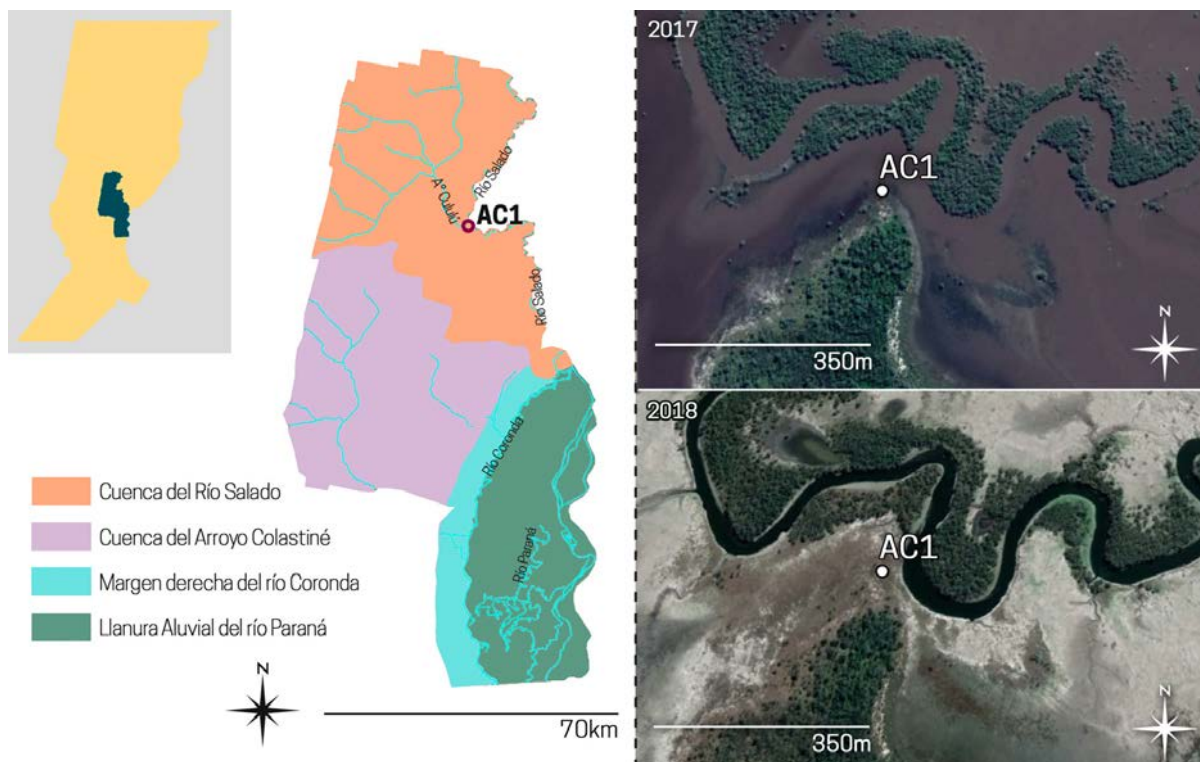 Río Salado
A° Cululú
AC1
Río Salado
Río Coronda
Río Paraná
Cuenca del Río Salado
Cuenca del Arroyo Colastiné
Margen derecha del río Coronda
Llanura Aluvial del río Paraná
N
70km
2017
AC1
N
350m
2018
AC1
N
350m